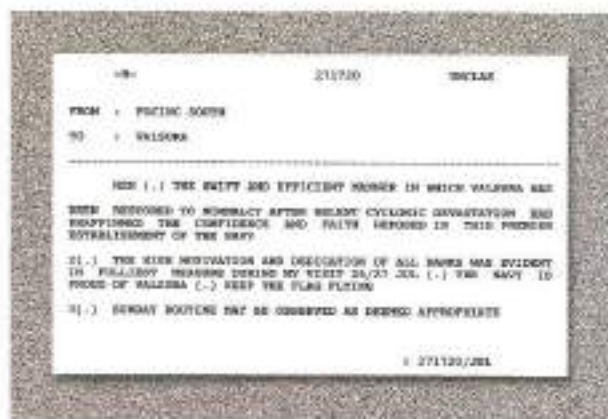 -R- 271720 UNCLAS
FROM : FOCINC SOUTH
TO : VALSURA
(.) THE SWIFT AND EFFICIENT MANNER IN WHICH VALSURA HAS
BEEN RESTORED TO NORMALCY AFTER RECENT CYCLONIC DEVASTATION HAS
REAFFIRMED THE CONFIDENCE AND FAITH REPOSED IN THIS PREMIER
ESTABLISHMENT OF THE NAVY
2(.) THE HIGH MOTIVATION AND DEDICATION OF ALL RANKS WAS EVIDENT
IN FULLEST MEASURE DURING MY VISIT 26/27 JUL (.) THE NAVY IS
PROUD OF VALSURA (.) KEEP THE FLAG FLYING
3(.) SUNDAY ROUTINE MAY BE OBSERVED AS DEEMED APPROPRIATE
: 271720/JUL